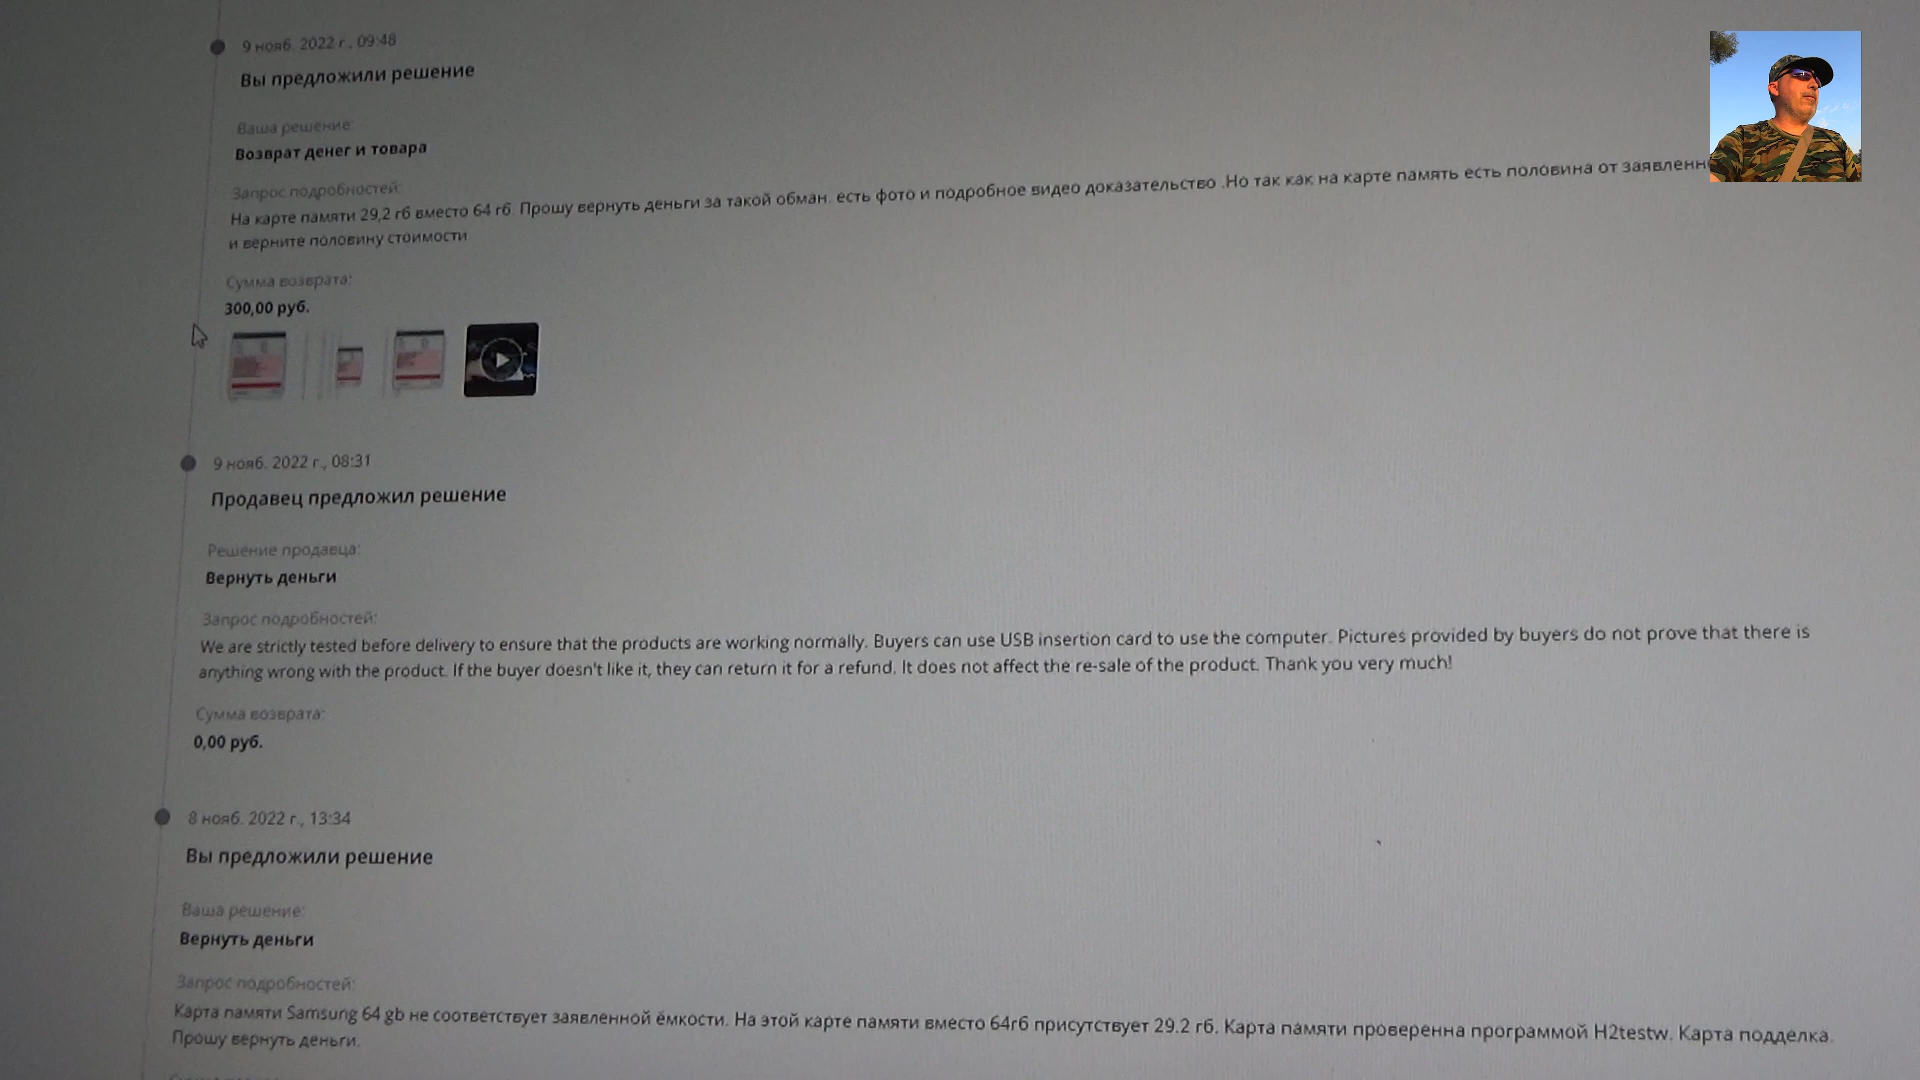 9 нояб. 2022 г., 09:48
Вы предложили решение
Ваша решение:
Возврат денег и товара
Запрос подробностей:
На карте памяти 29,2 гб вместо 64 гб. Прошу вернуть деньги за такой обман. есть фото и подробное видео доказательство .Но так как на карте память есть половина от
и верните половину стоимости
Сумма возврата:
300,00 руб.
9 нояб. 2022 г., 08:31
Продавец предложил решение
Решение продавца:
Вернуть деньги
Запрос подробностей:
We are strictly tested before delivery to ensure that the products are working normally. Buyers can use USB insertion card to use the computer. Pictures provided by buyers do not prove that there is
anything wrong with the product. If the buyer doesn't like it, they can return it for a refund. It does not affect the re-sale of the product. Thank you very much!
Сумма возврата:
0,00 руб.
8 нояб. 2022 г., 13:34
Вы предложили решение
Ваша решение:
Вернуть деньги
Запрос подробностей:
Карта памяти Samsung 64 gb не соответствует заявленной ёмкости. На этой карте памяти вместо 64гб присутствует 29.2 гб. Карта памяти проверенна программой H2testw. Карта подделка.
Прошу вернуть деньги.